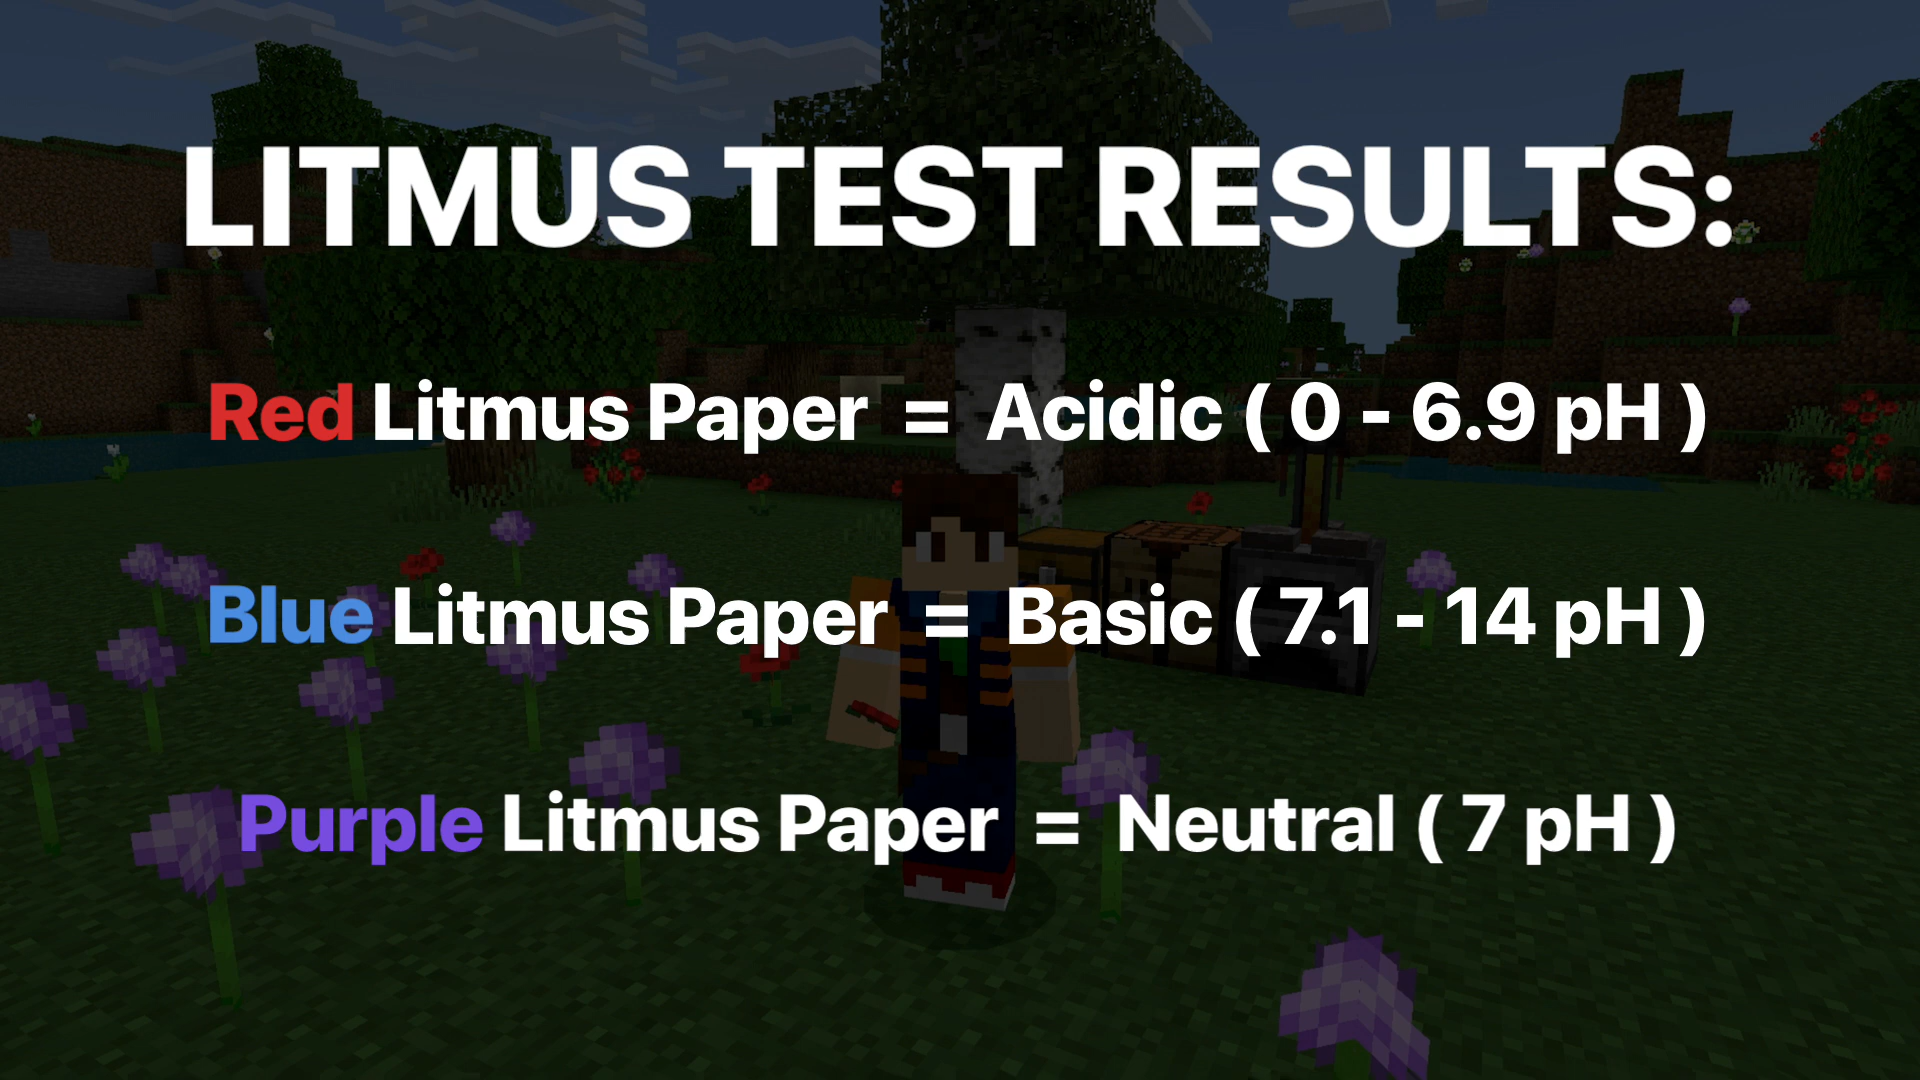 LITMUS TEST RESULTS:
Red Litmus Paper = Acidic ( 0 - 6.9 pH )
Blue Litmus Paper = Basic ( 7.1 - 14 pH )
Purple Litmus Paper = Neutral ( 7 pH )